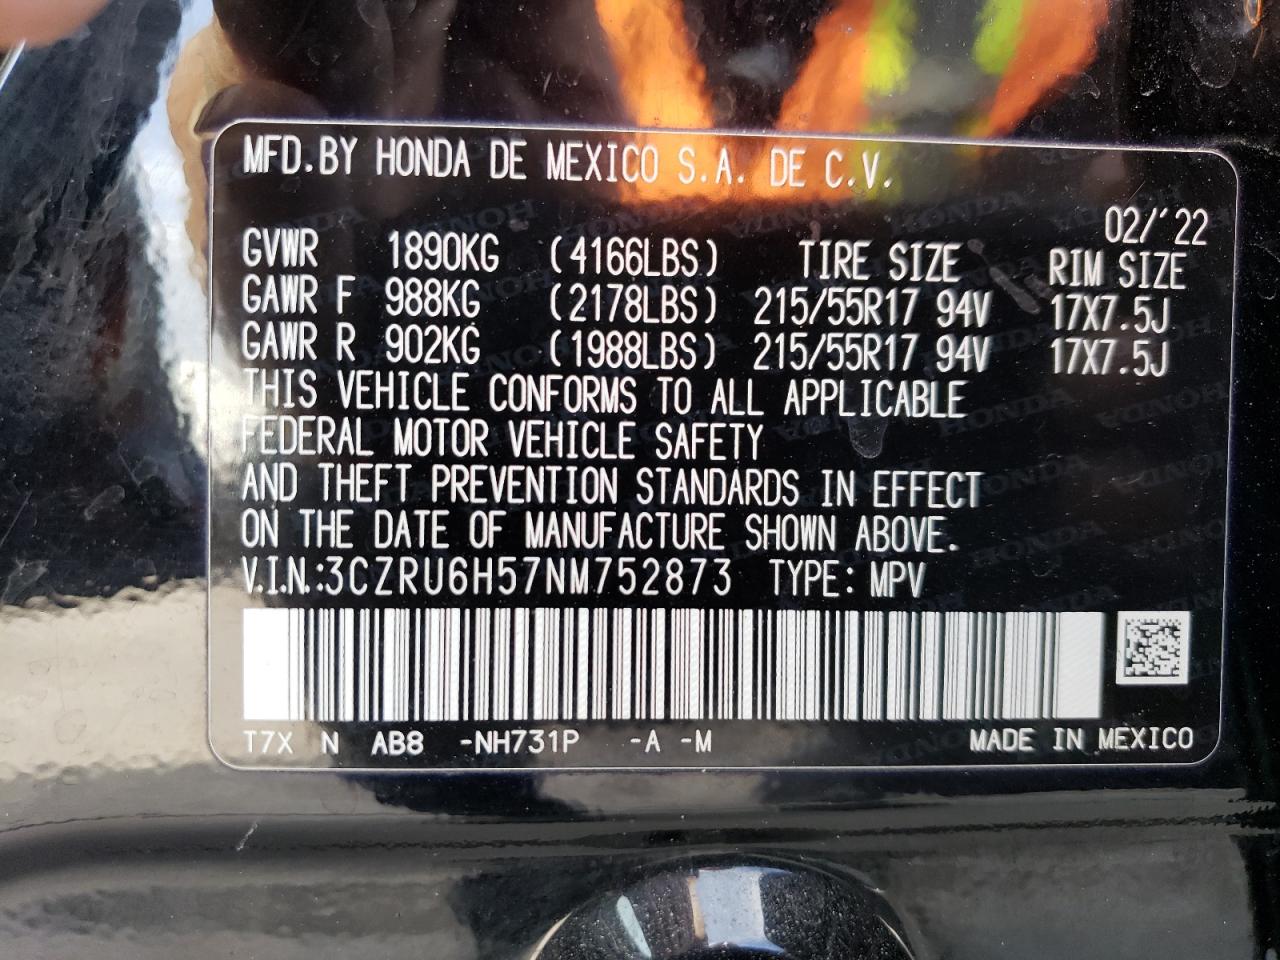 MFD.BY HONDA DE MEXICO S.A. DE C.V.
02/'22
GVWR 1890KG (4166LBS) TIRE SIZE RIM SIZE
GAWR F 988KG (2178LBS) 215/55R17 94V 17X7.5J
GAWR R 902KG (1988LBS) 215/55R17 94V 17X7.5J
THIS VEHICLE CONFORMS TO ALL APPLICABLE
FEDERAL MOTOR VEHICLE SAFETY
AND THEFT PREVENTION STANDARDS IN EFFECT
ON THE DATE OF MANUFACTURE SHOWN ABOVE.
V.I.N.:3CZRU6H57NM752873 TYPE: MPV
T7X N AB8 -NH731P -A -M MADE IN MEXICO